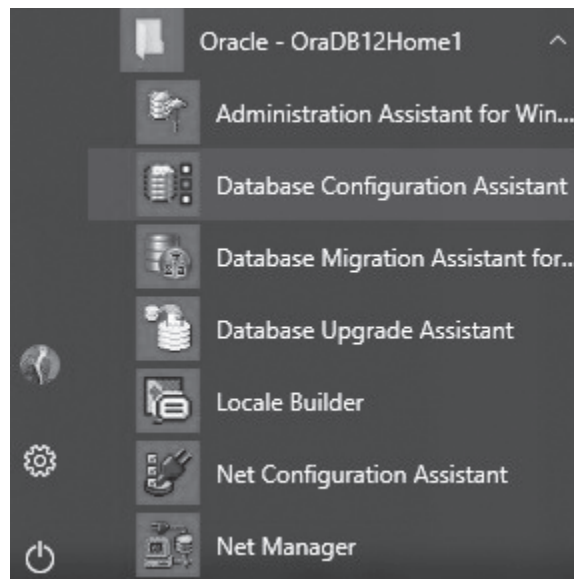 Oracle - OraDB12Home1
Administration Assistant for Win...
Database Configuration Assistant
Database Migration Assistant for...
Database Upgrade Assistant
Locale Builder
Net Configuration Assistant
Net Manager